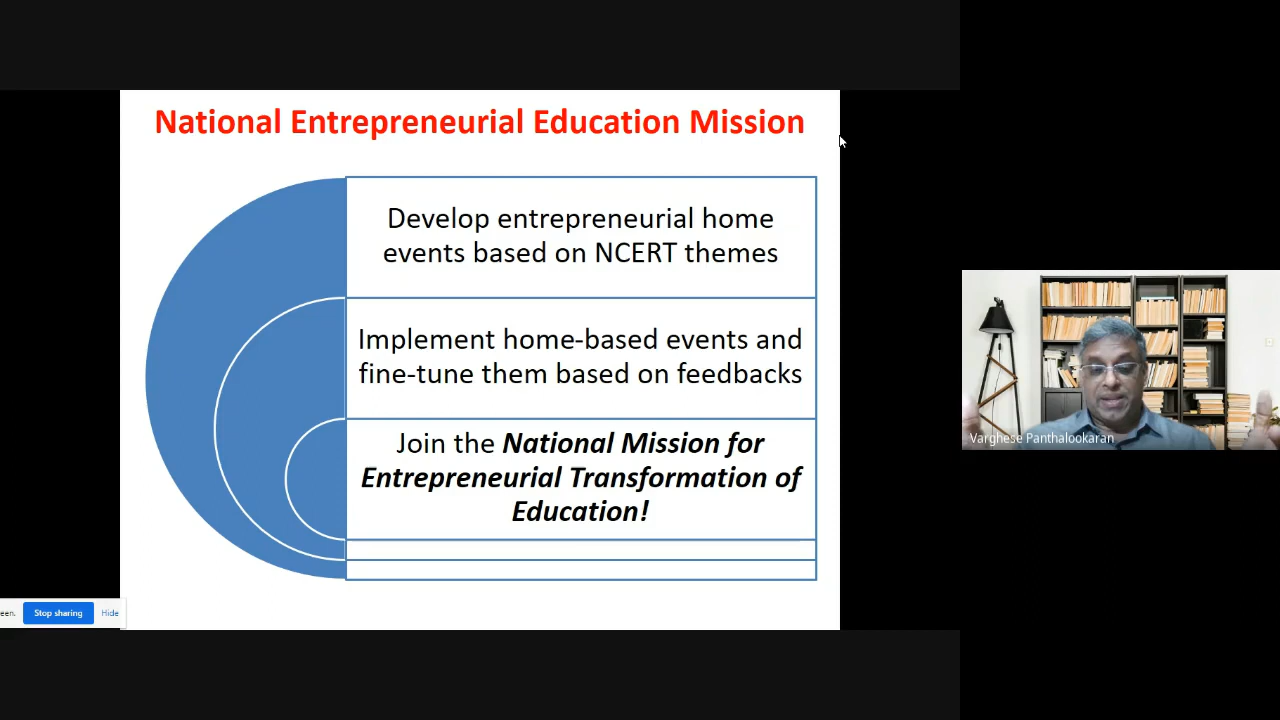 National Entrepreneurial Education Mission
Develop entrepreneurial home
events based on NCERT themes
Implement home-based events and
fine-tune them based on feedbacks
Join the National Mission for
Entrepreneurial Transformation of
Education!
Varghese Panthalookaran
een. Stop sharing Hide